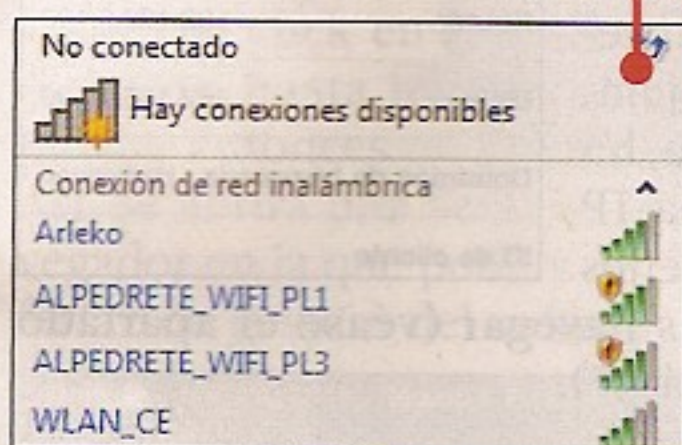 No conectado
Hay conexiones disponibles
Conexión de red inalámbrica
Arleko
ALPEDRETE_WIFI_PL1
ALPEDRETE_WIFI_PL3
WLAN_CE